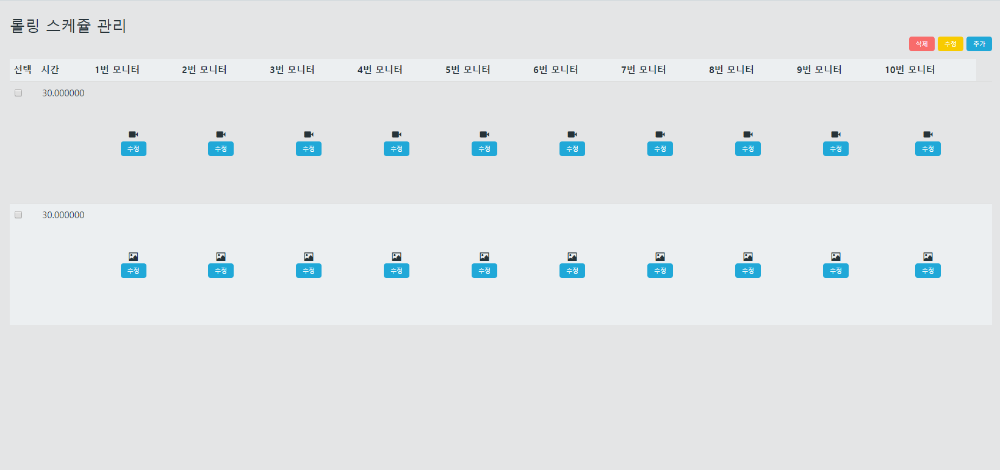 롤링 스케쥴 관리
삭제 수정 추가
선택 시간 1번 모니터 2번 모니터 3번 모니터 4번 모니터 5번 모니터 6번 모니터 7번 모니터 8번 모니터 9번 모니터 10번 모니터
30.000000
수정 수정 수정 수정 수정 수정 수정 수정 수정 수정
30.000000
수정 수정 수정 수정 수정 수정 수정 수정 수정 수정